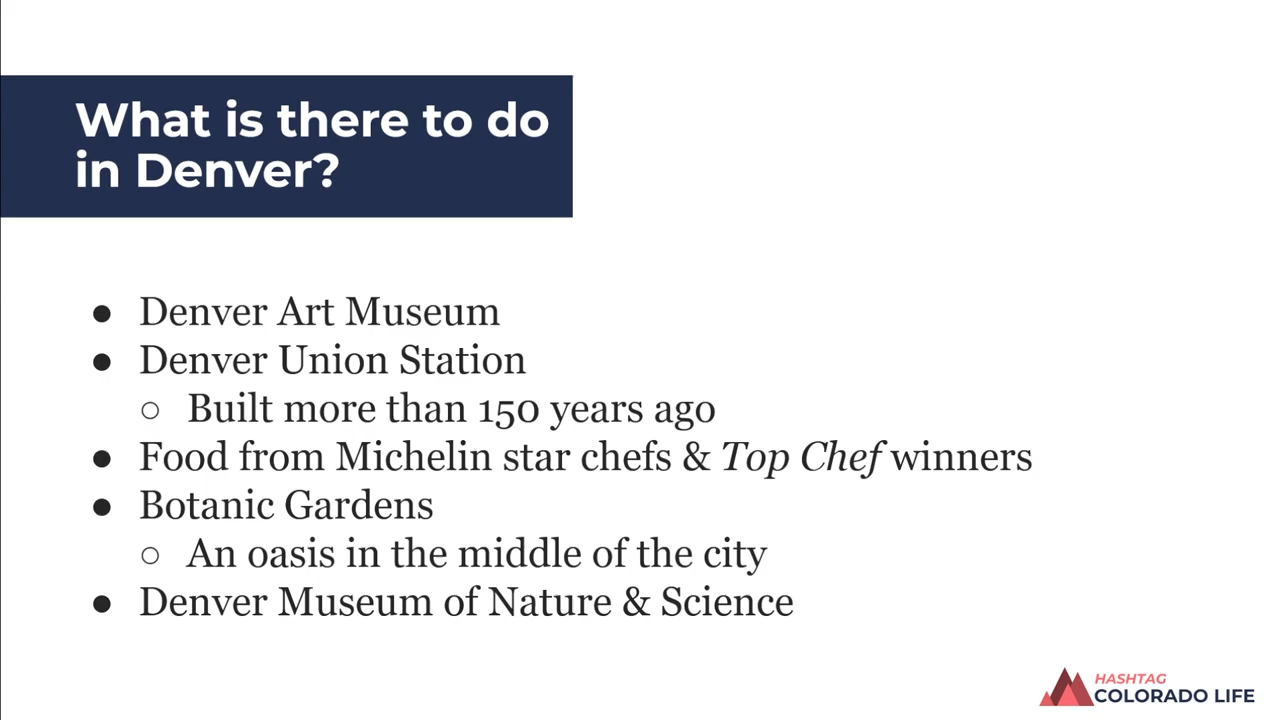 What is there to do
in Denver?
● Denver Art Museum
● Denver Union Station
○ Built more than 150 years ago
● Food from Michelin star chefs & Top Chef winners
● Botanic Gardens
○ An oasis in the middle of the city
● Denver Museum of Nature & Science
HASHTAG
COLORADO LIFE